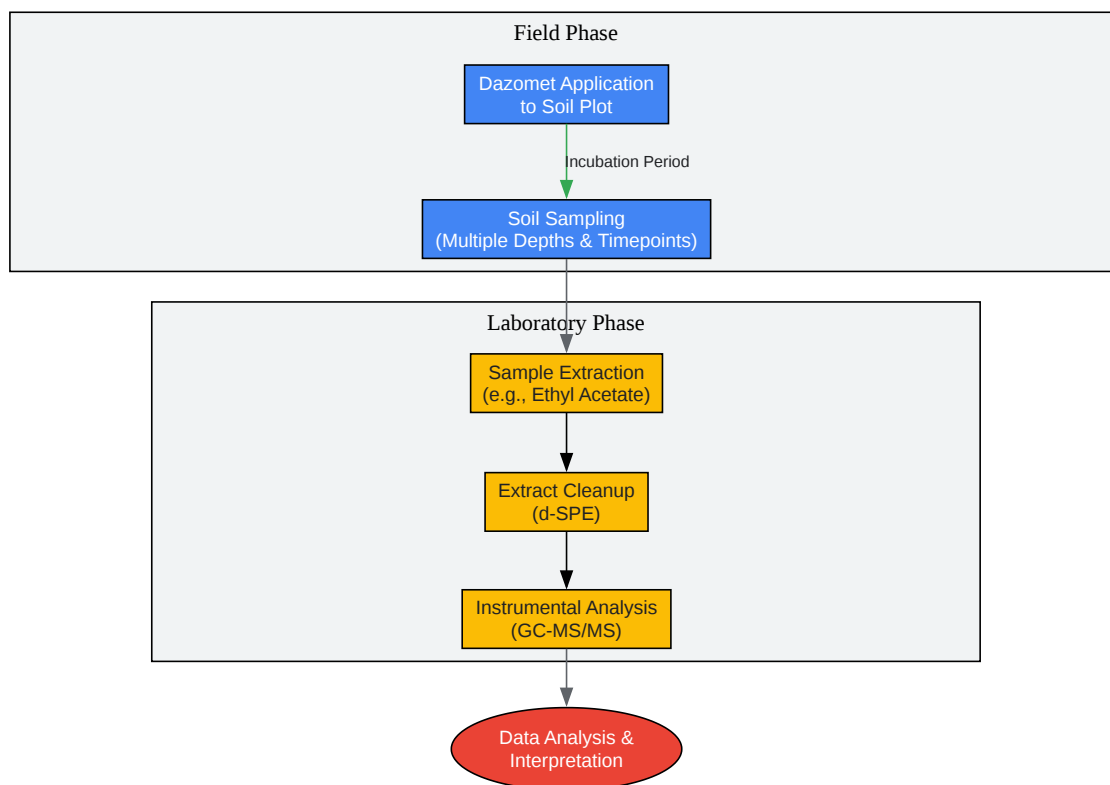 Field Phase
Dazomet Application
to Soil Plot
Incubation Period
Soil Sampling
(Multiple Depths & Timepoints)
Laboratory Phase
Sample Extraction
(e.g., Ethyl Acetate)
Extract Cleanup
(d-SPE)
Instrumental Analysis
(GC-MS/MS)
Data Analysis &
Interpretation